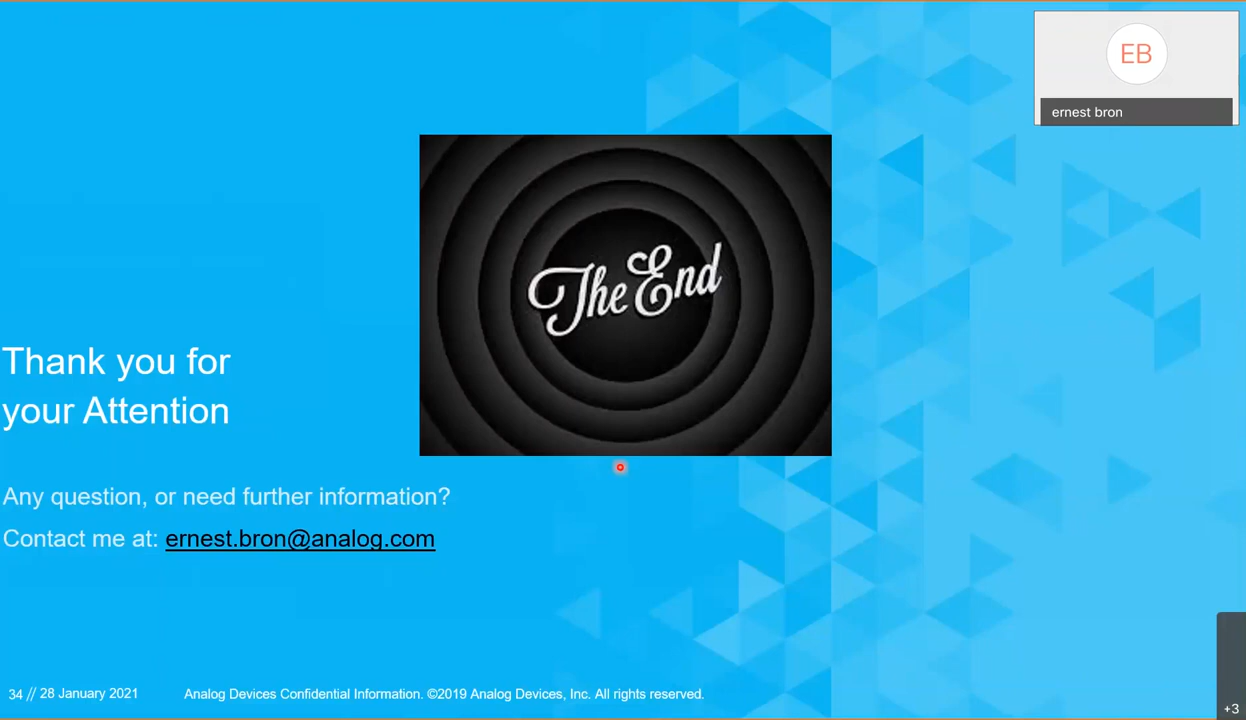 EB
ernest bron
The End
Thank you for
your Attention
Any question, or need further information?
Contact me at: ernest.bron@analog.com
34 // 28 January 2021 Analog Devices Confidential Information. ©2019 Analog Devices, Inc. All rights reserved.
+3